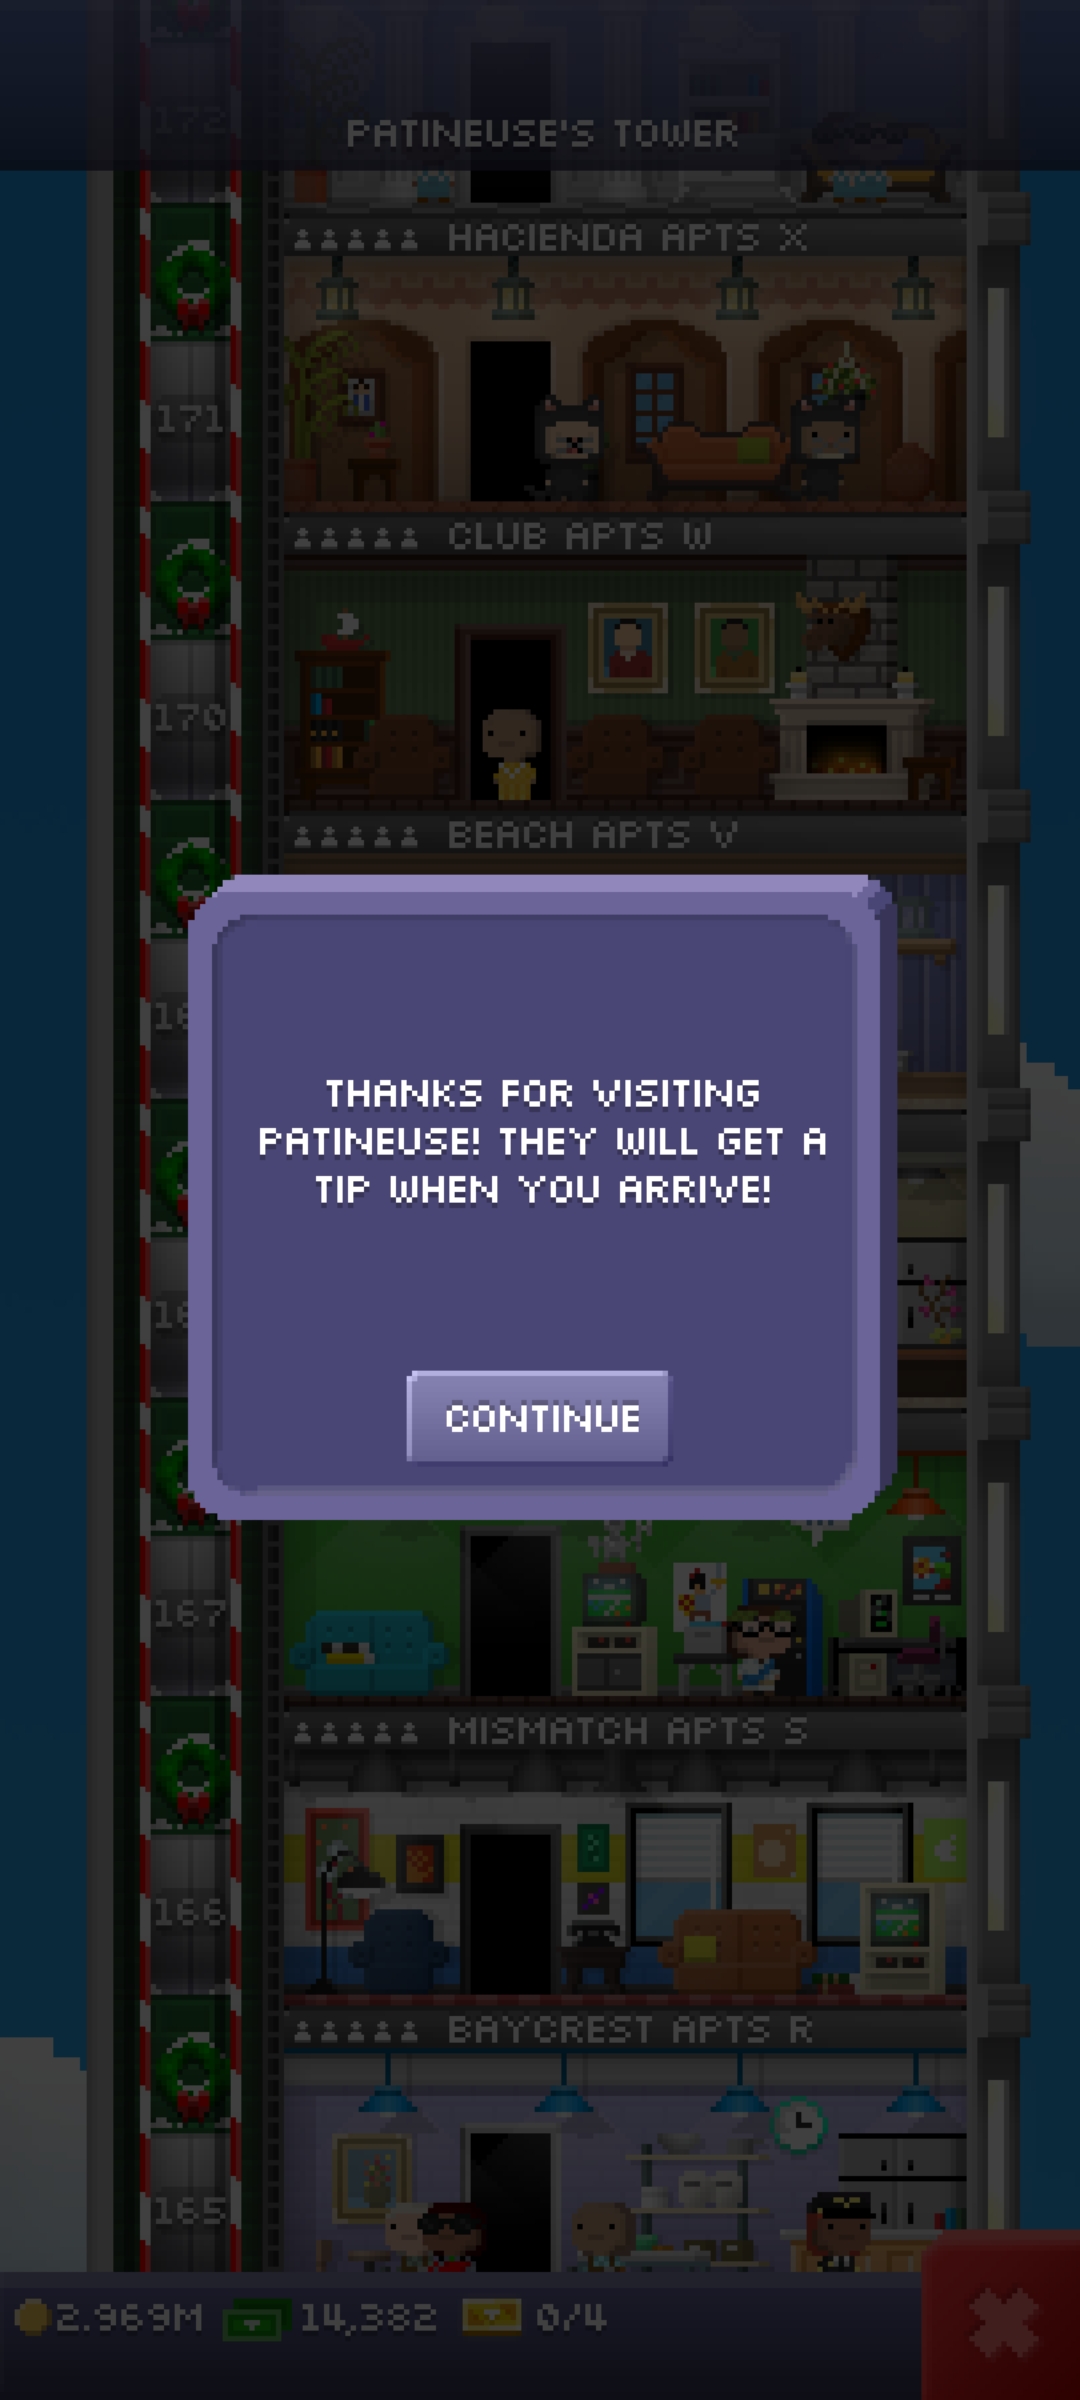 172
PATINEUSE'S TOWER
HACIENDA APTS X
171
CLUB APTS W
170
BEACH APTS V
THANKS FOR VISITING
PATINEUSE! THEY WILL GET A
TIP WHEN YOU ARRIVE!
CONTINUE
167
MISMATCH APTS S
166
BAYCREST APTS R
165
2.969M 14,382 0/4